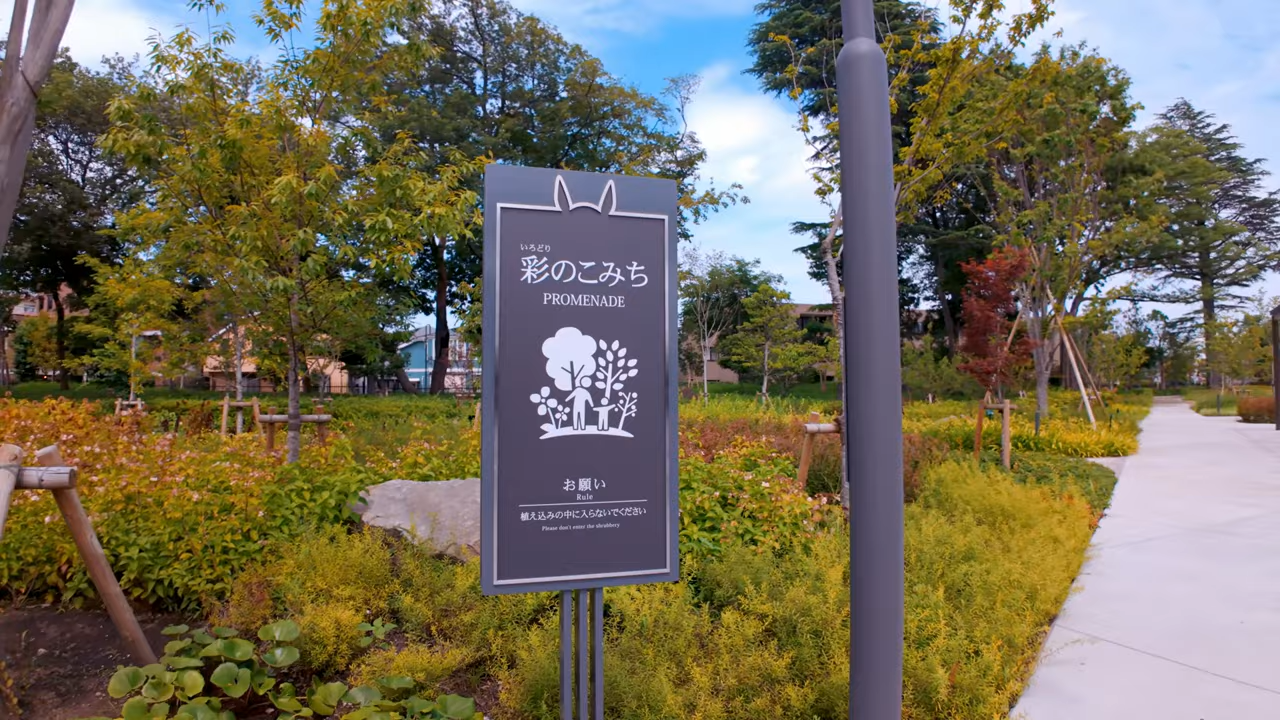 いろどり
彩のこみち
PROMENADE
お願い
Rule
植え込みの中に入らないでください
Please don't enter the shrubbery